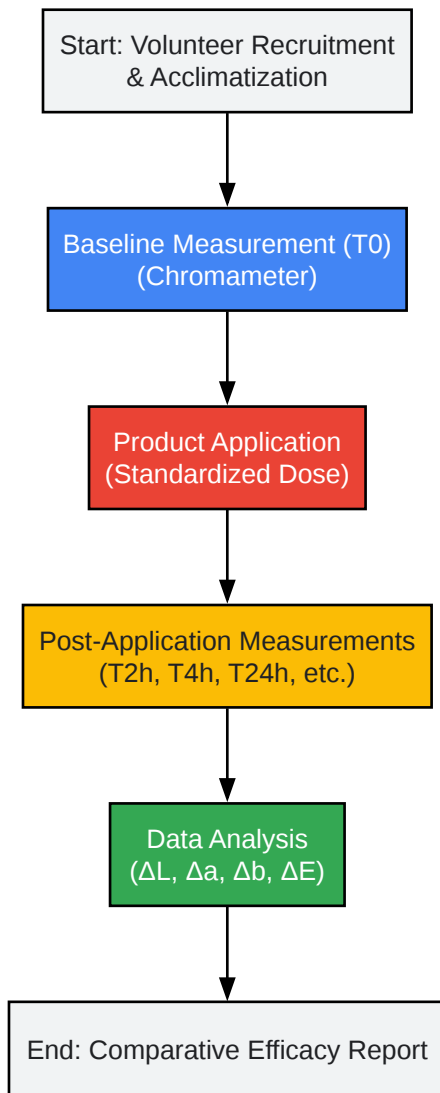 Start: Volunteer Recruitment
& Acclimatization
Baseline Measurement (T0)
(Chromameter)
Product Application
(Standardized Dose)
Post-Application Measurements
(T2h, T4h, T24h, etc.)
Data Analysis
(ΔL, Δa, Δb, ΔE)
End: Comparative Efficacy Report